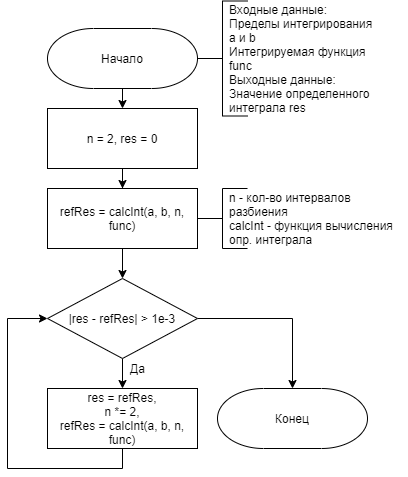 Начало
Входные данные:
Пределы интегрирования
a и b
Интегрируемая функция
func
Выходные данные:
Значение определенного
интеграла res
n = 2, res = 0
refRes = calcInt(a, b, n,
func)
n - кол-во интервалов
разбиения
calcInt - функция вычисления
опр. интеграла
|res - refRes| > 1e-3
Да
res = refRes,
n *= 2,
refRes = calcInt(a, b, n,
func)
Конец